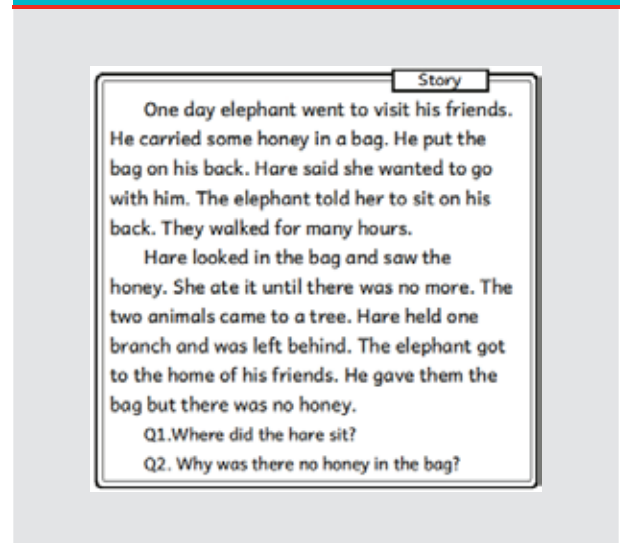 Story
One day elephant went to visit his friends.
He carried some honey in a bag. He put the
bag on his back. Hare said she wanted to go
with him. The elephant told her to sit on his
back. They walked for many hours.
Hare looked in the bag and saw the
honey. She ate it until there was no more. The
two animals came to a tree. Hare held one
branch and was left behind. The elephant got
to the home of his friends. He gave them the
bag but there was no honey.
Q1.Where did the hare sit?
Q2. Why was there no honey in the bag?